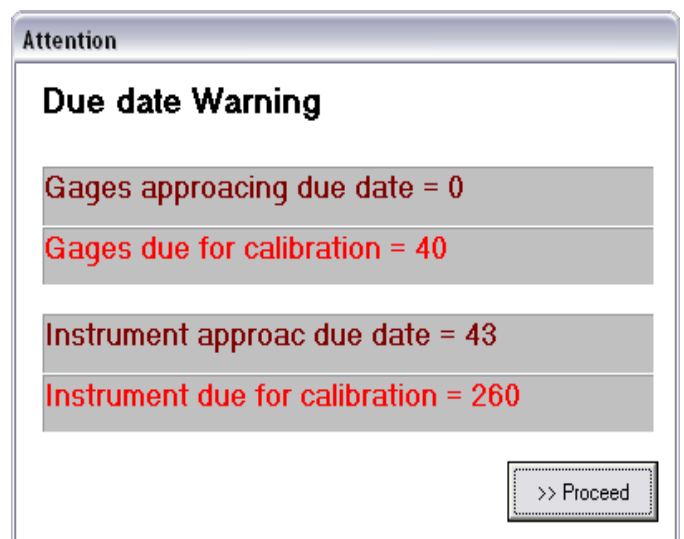 Attention
Due date Warning
Gages approacing due date = 0
Gages due for calibration = 40
Instrument approac due date = 43
Instrument due for calibration = 260
>> Proceed